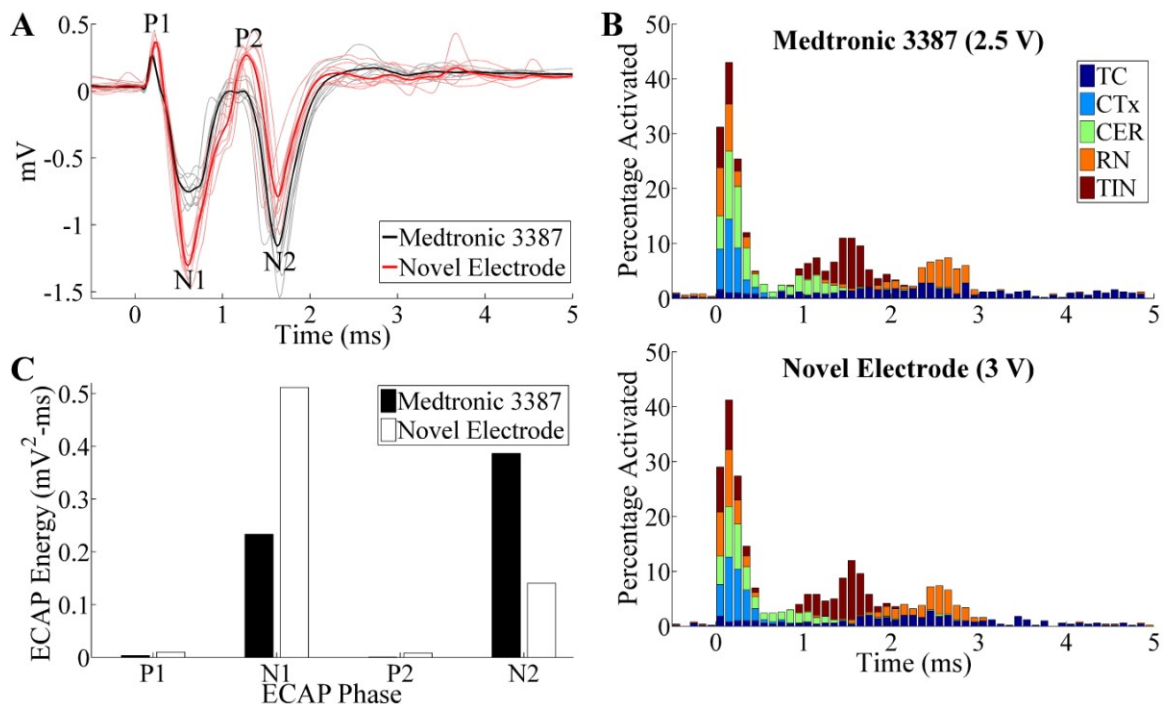 A
0.5
0
-0.5
-1
-1.5
mV
P1
P2
N1
N2
Medtronic 3387
Novel Electrode
0
1
2
3
4
5
Time (ms)
B
Medtronic 3387 (2.5 V)
50
40
30
20
10
0
Percentage Activated
TC
CTx
CER
RN
TIN
0
1
2
3
4
5
C
0.5
0.4
0.3
0.2
0.1
0
ECAP Energy (mV²-ms)
Medtronic 3387
Novel Electrode
P1
N1
P2
N2
ECAP Phase
Novel Electrode (3 V)
50
40
30
20
10
0
Percentage Activated
0
1
2
3
4
5
Time (ms)